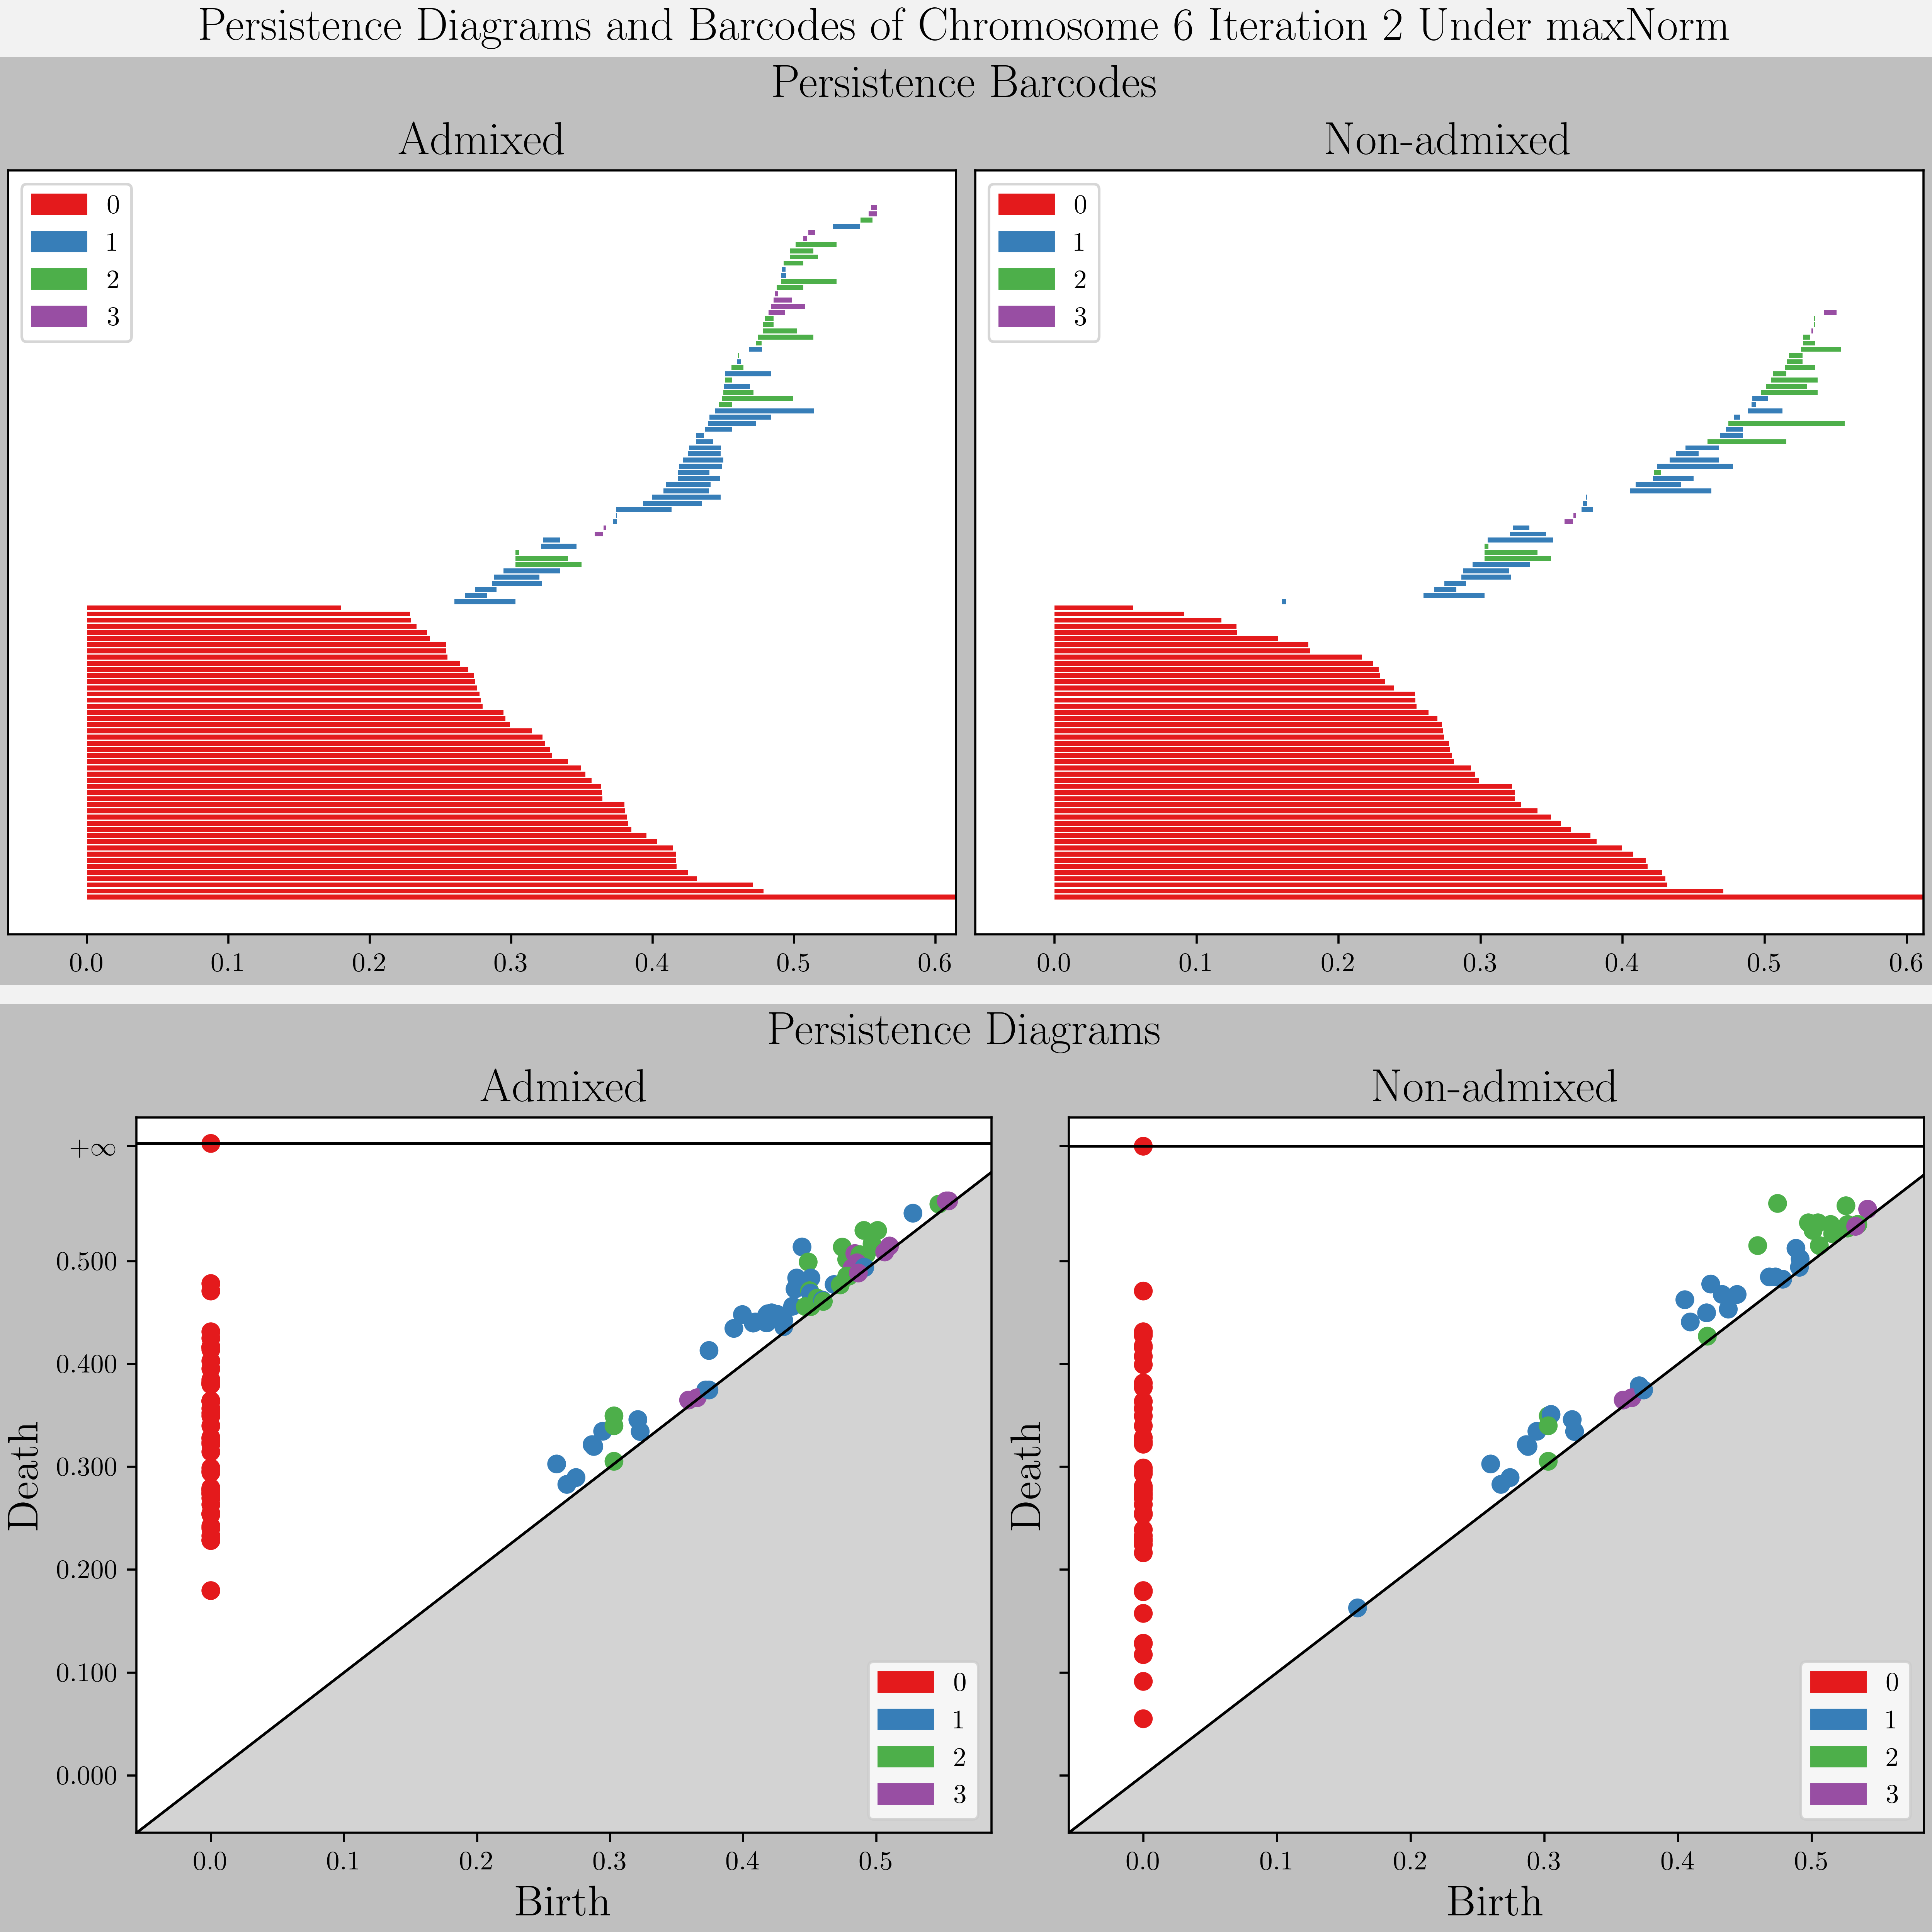 Persistence Diagrams and Barcodes of Chromosome 6 Iteration 2 Under maxNorm
Persistence Barcodes
Admixed
0
1
2
3
0.0 0.1 0.2 0.3 0.4 0.5 0.6
Non-admixed
0
1
2
3
0.0 0.1 0.2 0.3 0.4 0.5 0.6
Persistence Diagrams
Admixed
+∞
0.500
0.400
0.300
0.200
0.100
0.000
Death
0
1
2
3
0.0 0.1 0.2 0.3 0.4 0.5
Birth
Non-admixed
Death
0
1
2
3
0.0 0.1 0.2 0.3 0.4 0.5
Birth